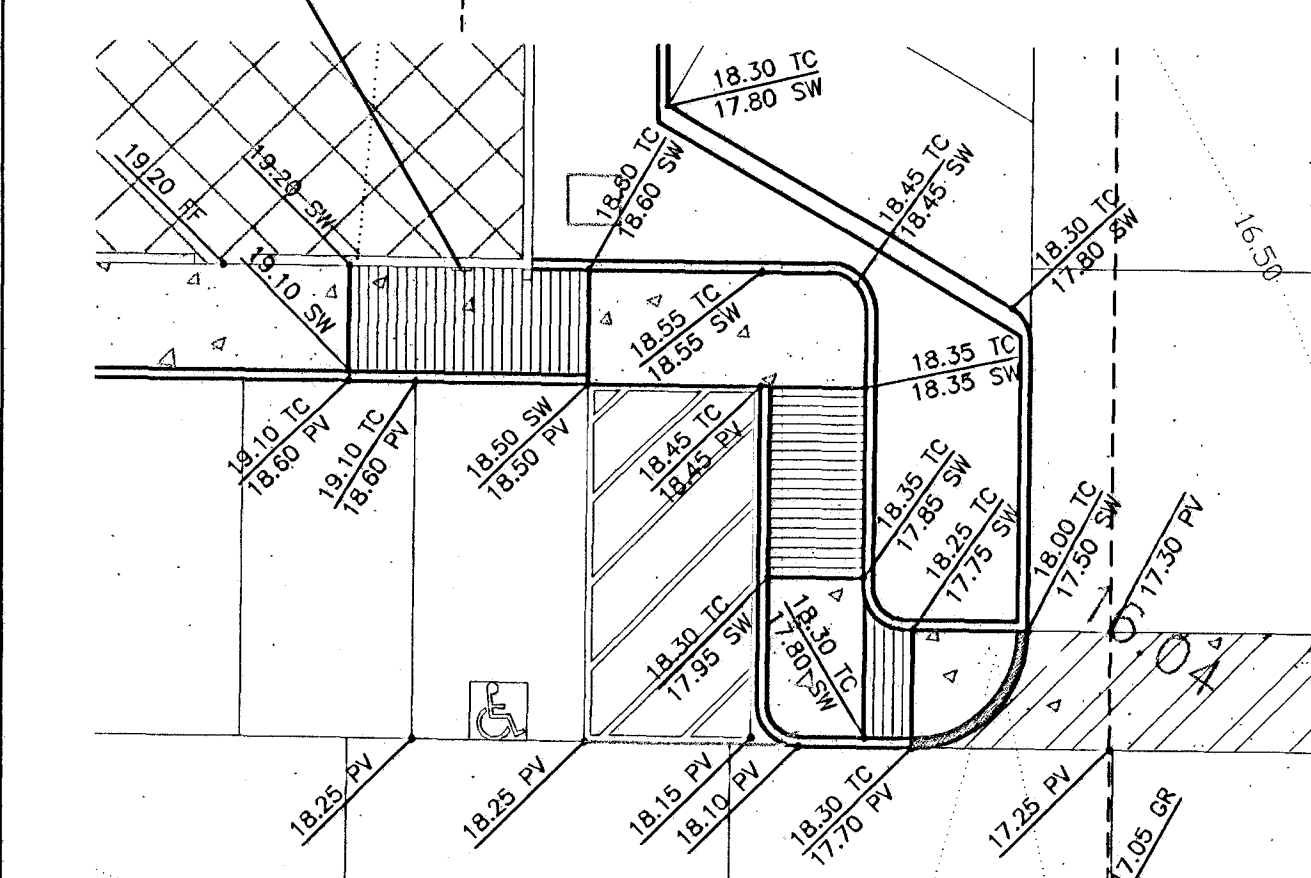 18.30 TC
17.80 SW
19.20 FF
19.20 SW
18.60 SW
18.45 TC
18.45 SW
18.30 TC
17.80 SW
16.50
19.10 SW
18.55 TC
18.55 SW
18.35 TC
18.35 SW
19.10 TC
18.60 PV
19.10 TC
18.60 PV
18.50 SW
18.50 PV
18.45 TC
18.45 PV
18.35 TC
17.85 SW
18.25 TC
17.75 SW
18.00 TC
17.50 SW
17.30 PV
18.30 TC
17.95 SW
18.30 TC
17.80 SW
18.25 PV
18.25 PV
18.15 PV
18.10 PV
18.30 TC
17.70 PV
17.25 PV
17.05 GR